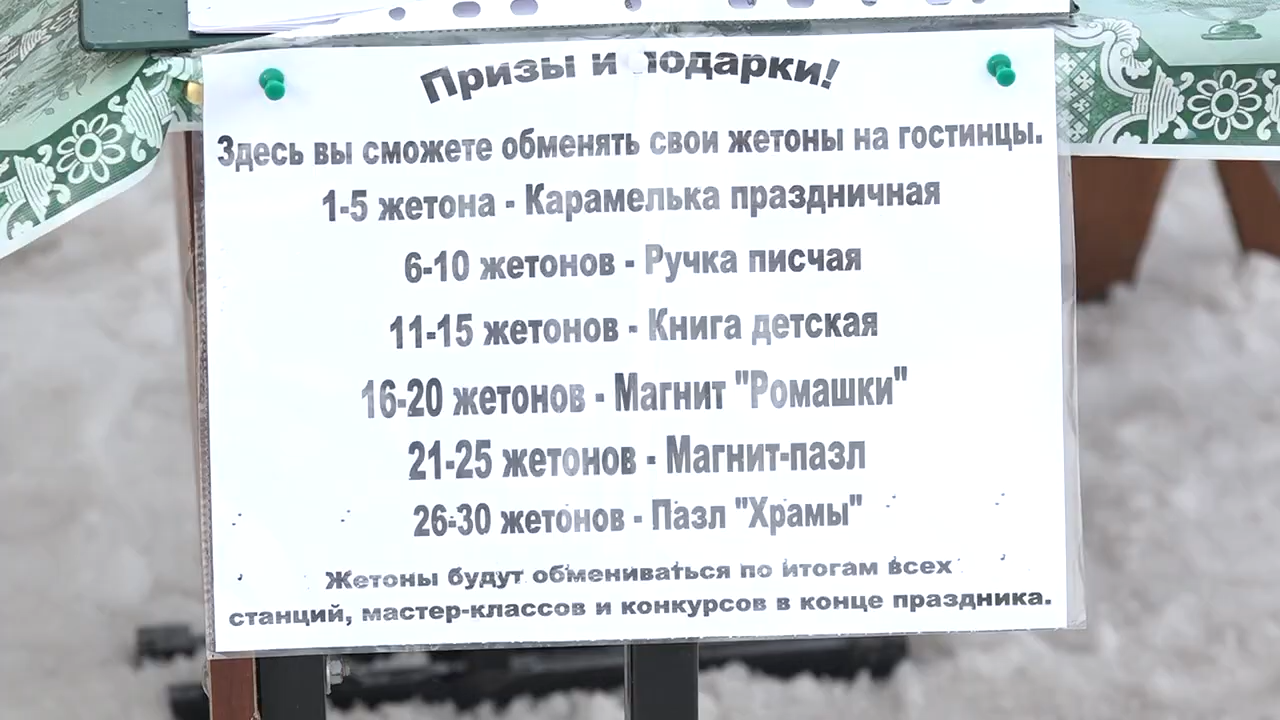 Призы и подарки!
Здесь вы сможете обменять свои жетоны на гостинцы.
1-5 жетона - Карамелька праздничная
6-10 жетонов - Ручка писчая
11-15 жетонов - Книга детская
16-20 жетонов - Магнит "Ромашки"
21-25 жетонов - Магнит-пазл
26-30 жетонов - Пазл "Храмы"
Жетоны будут обмениваться по итогам всех
станций, мастер-классов и конкурсов в конце праздника.